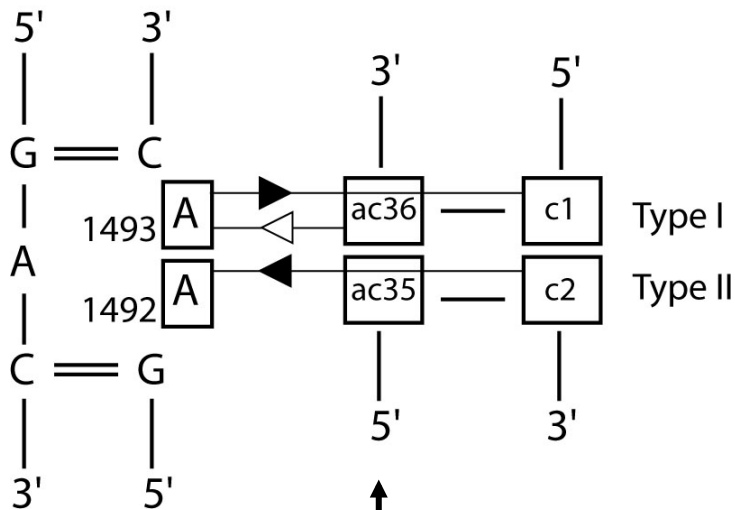 5' 3'
3' 5'
G C
A ac36 c1 Type I
1493
A
A ac35 c2 Type II
1492
C G
5' 3'
3' 5'